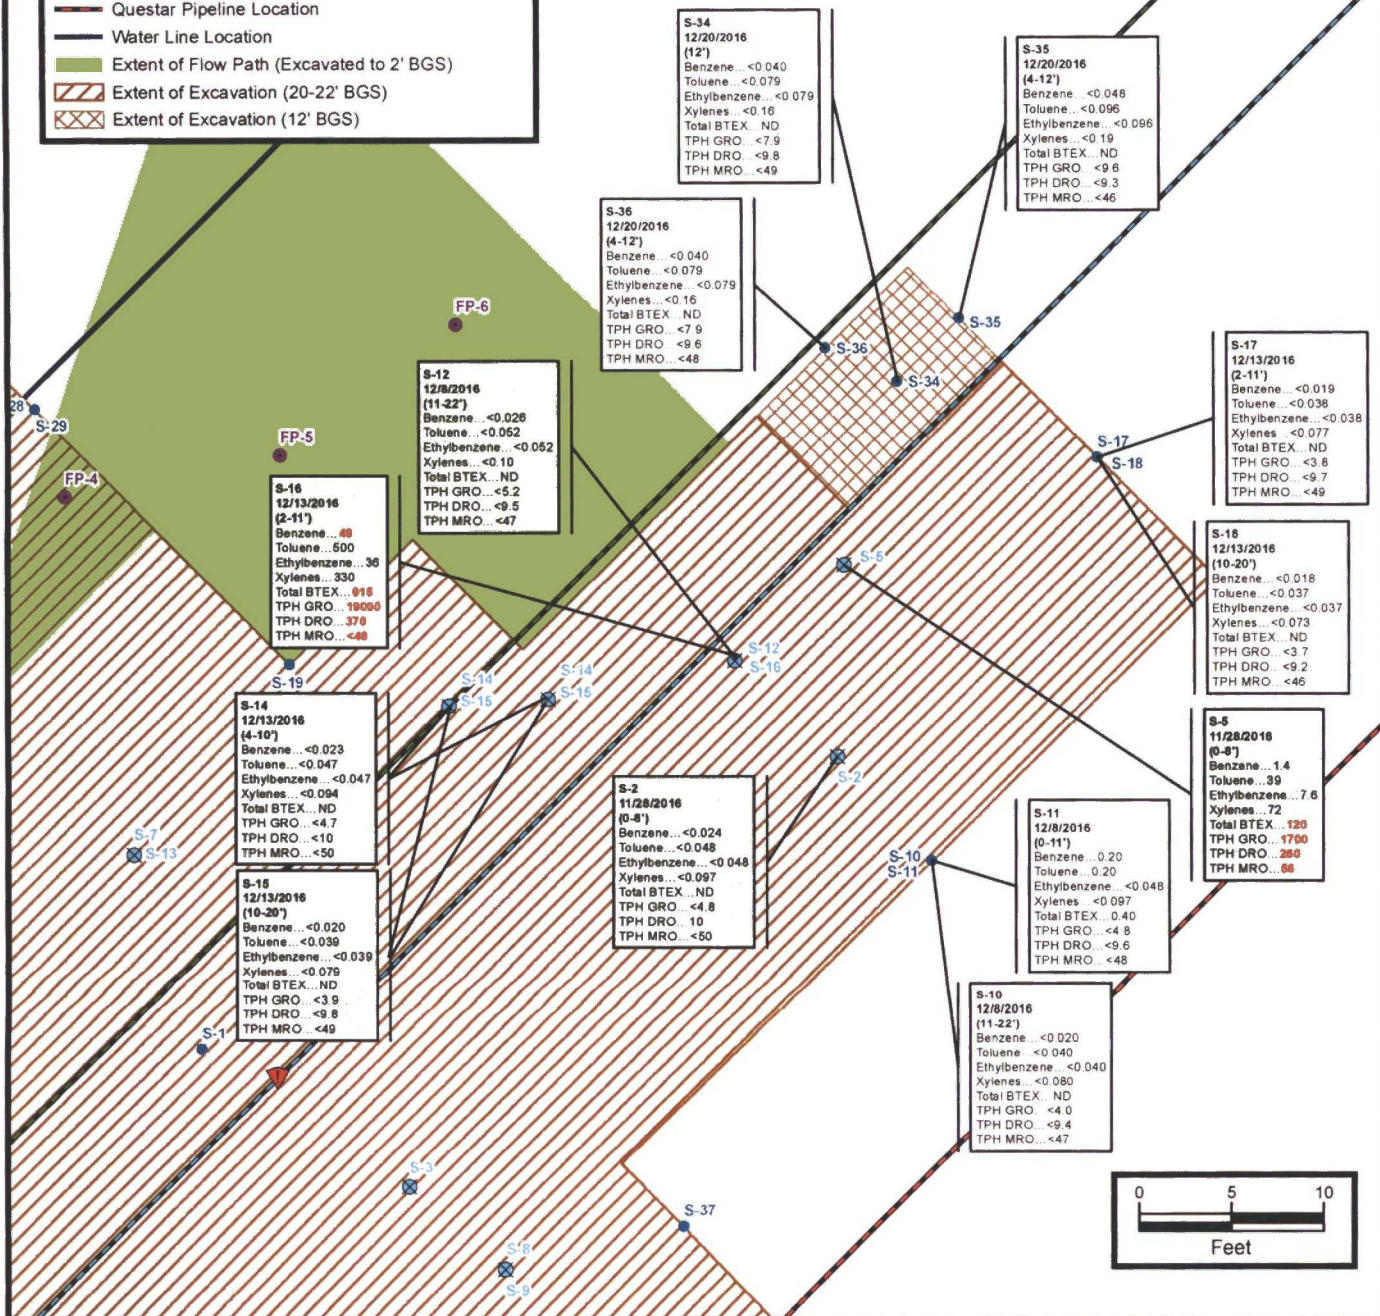 Questar Pipeline Location
Water Line Location
Extent of Flow Path (Excavated to 2' BGS)
Extent of Excavation (20-22' BGS)
Extent of Excavation (12' BGS)
S-34
12/20/2016
(12')
Benzene...<0.040
Toluene...<0.079
Ethylbenzene...<0.079
Xylenes...<0.16
Total BTEX...ND
TPH GRO...<7.9
TPH DRO...<9.8
TPH MRO...<49
S-35
12/20/2016
(4-12')
Benzene...<0.048
Toluene...<0.096
Ethylbenzene...<0.096
Xylenes...<0.19
Total BTEX...ND
TPH GRO...<9.6
TPH DRO...<9.3
TPH MRO...<46
S-36
12/20/2016
(4-12')
Benzene...<0.040
Toluene...<0.079
Ethylbenzene...<0.079
Xylenes...<0.16
Total BTEX...ND
TPH GRO...<7.9
TPH DRO...<9.6
TPH MRO...<48
FP-6
S-35
S-36
S-34
S-12
12/8/2016
(11-22')
Benzene...<0.026
Toluene...<0.052
Ethylbenzene...<0.052
Xylenes...<0.10
Total BTEX...ND
TPH GRO...<5.2
TPH DRO...<9.5
TPH MRO...<47
S-17
12/13/2016
(2-11')
Benzene...<0.019
Toluene...<0.038
Ethylbenzene...<0.038
Xylenes...<0.077
Total BTEX...ND
TPH GRO...<3.8
TPH DRO...<9.7
TPH MRO...<49
28
S-29
FP-5
FP-4
S-17
S-18
S-16
12/13/2016
(2-11')
Benzene...49
Toluene...500
Ethylbenzene...36
Xylenes...330
Total BTEX...915
TPH GRO...19000
TPH DRO...370
TPH MRO...<48
S-18
12/13/2016
(10-20')
Benzene...<0.018
Toluene...<0.037
Ethylbenzene...<0.037
Xylenes...<0.073
Total BTEX...ND
TPH GRO...<3.7
TPH DRO...<9.2
TPH MRO...<46
S-5
S-12
S-16
S-19
S-14
S-15
S-14
S-15
S-14
12/13/2016
(4-10')
Benzene...<0.023
Toluene...<0.047
Ethylbenzene...<0.047
Xylenes...<0.094
Total BTEX...ND
TPH GRO...<4.7
TPH DRO...<10
TPH MRO...<50
S-5
11/28/2016
(0-8')
Benzene...1.4
Toluene...39
Ethylbenzene...7.6
Xylenes...72
Total BTEX...120
TPH GRO...1700
TPH DRO...260
TPH MRO...56
S-2
S-2
11/28/2016
(0-8')
Benzene...<0.024
Toluene...<0.048
Ethylbenzene...<0.048
Xylenes...<0.097
Total BTEX...ND
TPH GRO...<4.8
TPH DRO...10
TPH MRO...<50
S-7
S-13
S-10
S-11
S-11
12/8/2016
(0-11')
Benzene...0.20
Toluene...0.20
Ethylbenzene...<0.048
Xylenes...<0.097
Total BTEX...0.40
TPH GRO...<4.8
TPH DRO...<9.6
TPH MRO...<48
S-15
12/13/2016
(10-20')
Benzene...<0.020
Toluene...<0.039
Ethylbenzene...<0.039
Xylenes...<0.079
Total BTEX...ND
TPH GRO...<3.9
TPH DRO...<9.8
TPH MRO...<49
S-10
12/8/2016
(11-22')
Benzene...<0.020
Toluene...<0.040
Ethylbenzene...<0.040
Xylenes...<0.080
Total BTEX...ND
TPH GRO...<4.0
TPH DRO...<9.4
TPH MRO...<47
S-1
S-3
S-37
S-8
S-9
0 5 10
Feet